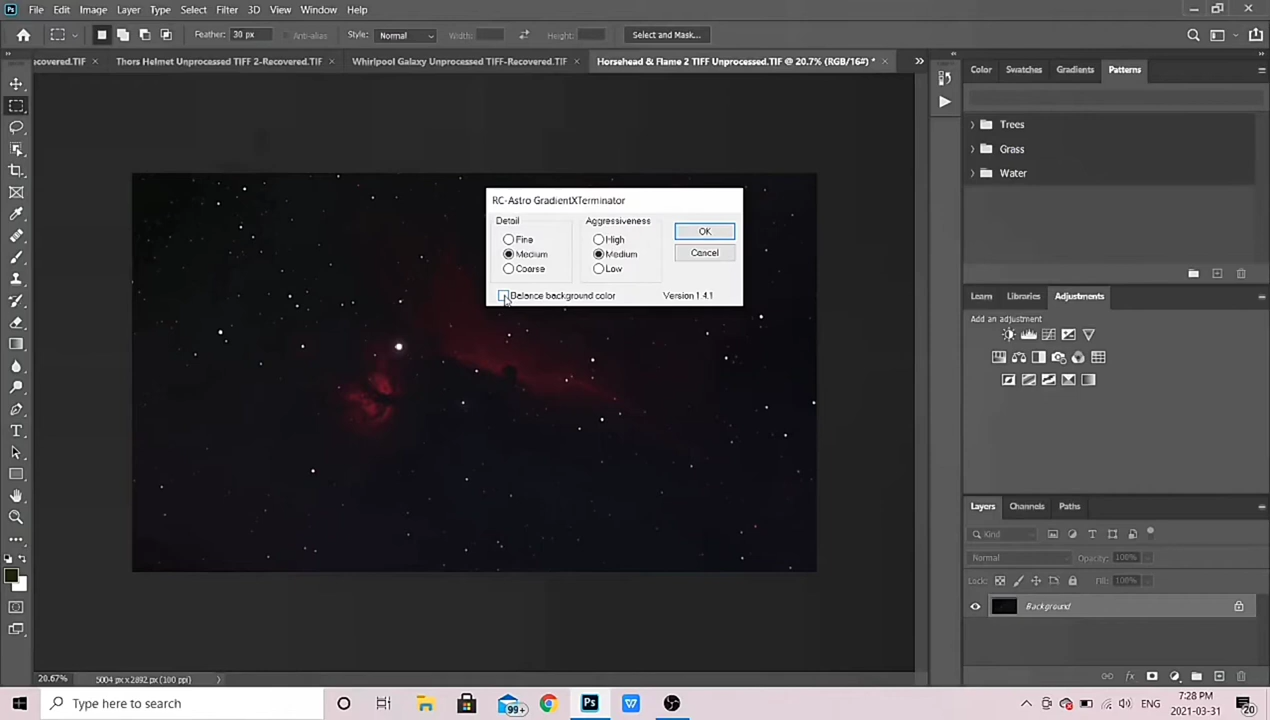 Ps File Edit Image Layer Type Select Filter 3D View Window Help
Feather: 30 px Anti-alias Style: Normal Width: Height: Select and Mask...
covered.TIF × Thors Helmet Unprocessed TIFF 2-Recovered.TIF × Whirlpool Galaxy Unprocessed TIFF-Recovered.TIF × Horsehead & Flame 2 TIFF Unprocessed.TIF @ 20.7% (RGB/16#) * ×
Color Swatches Gradients Patterns
Trees
Grass
Water
RC-Astro GradientXTerminator
Detail Aggressiveness
Fine High OK
Medium Medium Cancel
Coarse Low
Balance background color Version 1.4.1
Learn Libraries Adjustments
Add an adjustment
Layers Channels Paths
Kind
Normal Opacity: 100%
Lock: Fill: 100%
Background
20.67% 5004 px x 2892 px (100 ppi)
Type here to search 99+ Ps W ENG 7:28 PM
2021-03-31 20